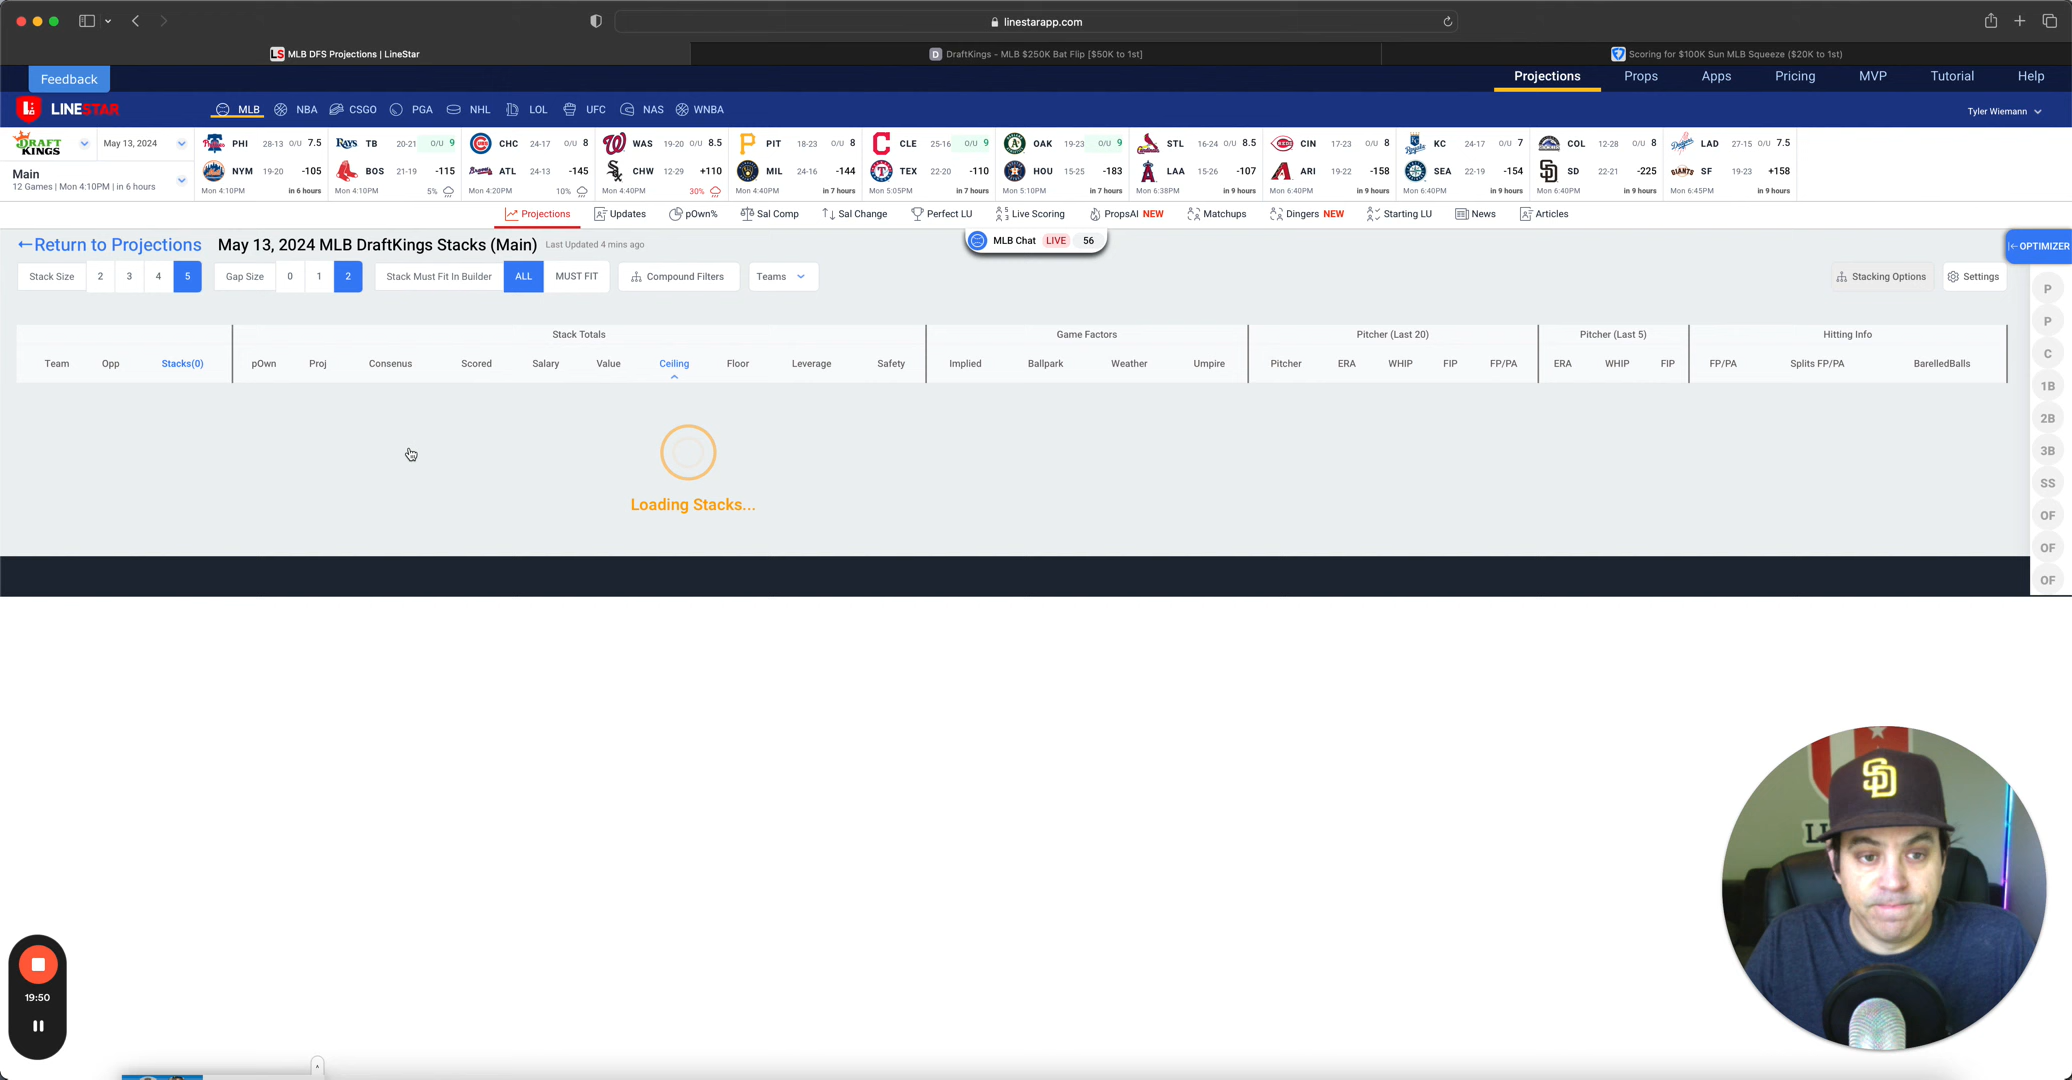 linestarapp.com
MLB DFS Projections | LineStar
DraftKings - MLB $250K Bat Flip [$50K to 1st]
Scoring for $100K Sun MLB Squeeze ($20K to 1st)
Feedback
Projections Props Apps Pricing MVP Tutorial Help
LINESTAR MLB NBA CSGO PGA NHL LOL UFC NAS WNBA Tyler Wiemann
DRAFT KINGS May 13, 2024
Main
12 Games | Mon 4:10PM | in 6 hours
PHI 28-13 O/U 7.5
NYM 19-20 -105
Mon 4:10PM in 6 hours
TB 20-21 O/U 9
BOS 21-19 -115
Mon 4:10PM 5%
CHC 24-17 O/U 8
ATL 24-13 -145
Mon 4:20PM 10%
WAS 19-20 O/U 8.5
CHW 12-29 +110
Mon 4:40PM 30%
PIT 18-23 O/U 8
MIL 24-16 -144
Mon 4:40PM in 7 hours
CLE 25-16 O/U 9
TEX 22-20 -110
Mon 5:05PM in 7 hours
OAK 19-23 O/U 9
HOU 15-25 -183
Mon 5:10PM in 7 hours
STL 16-24 O/U 8.5
LAA 15-26 -107
Mon 6:38PM in 9 hours
CIN 17-23 O/U 8
ARI 19-22 -158
Mon 6:40PM in 9 hours
KC 24-17 O/U 7
SEA 22-19 -154
Mon 6:40PM in 9 hours
COL 12-28 O/U 8
SD 22-21 -225
Mon 6:40PM in 9 hours
LAD 27-15 O/U 7.5
SF 19-23 +158
Mon 6:45PM in 9 hours
Projections Updates pOwn% Sal Comp Sal Change Perfect LU Live Scoring PropsAI NEW Matchups Dingers NEW Starting LU News Articles
←Return to Projections May 13, 2024 MLB DraftKings Stacks (Main) Last Updated 4 mins ago
MLB Chat LIVE 56
OPTIMIZER
Stack Size 2 3 4 5 Gap Size 0 1 2 Stack Must Fit In Builder ALL MUST FIT Compound Filters Teams Stacking Options Settings
Stack Totals Game Factors Pitcher (Last 20) Pitcher (Last 5) Hitting Info
Team Opp Stacks(0) pOwn Proj Consenus Scored Salary Value Ceiling Floor Leverage Safety Implied Ballpark Weather Umpire Pitcher ERA WHIP FIP FP/PA ERA WHIP FIP FP/PA Splits FP/PA BarelledBalls
Loading Stacks...
P
P
C
1B
2B
3B
SS
OF
OF
OF
SD
19:50